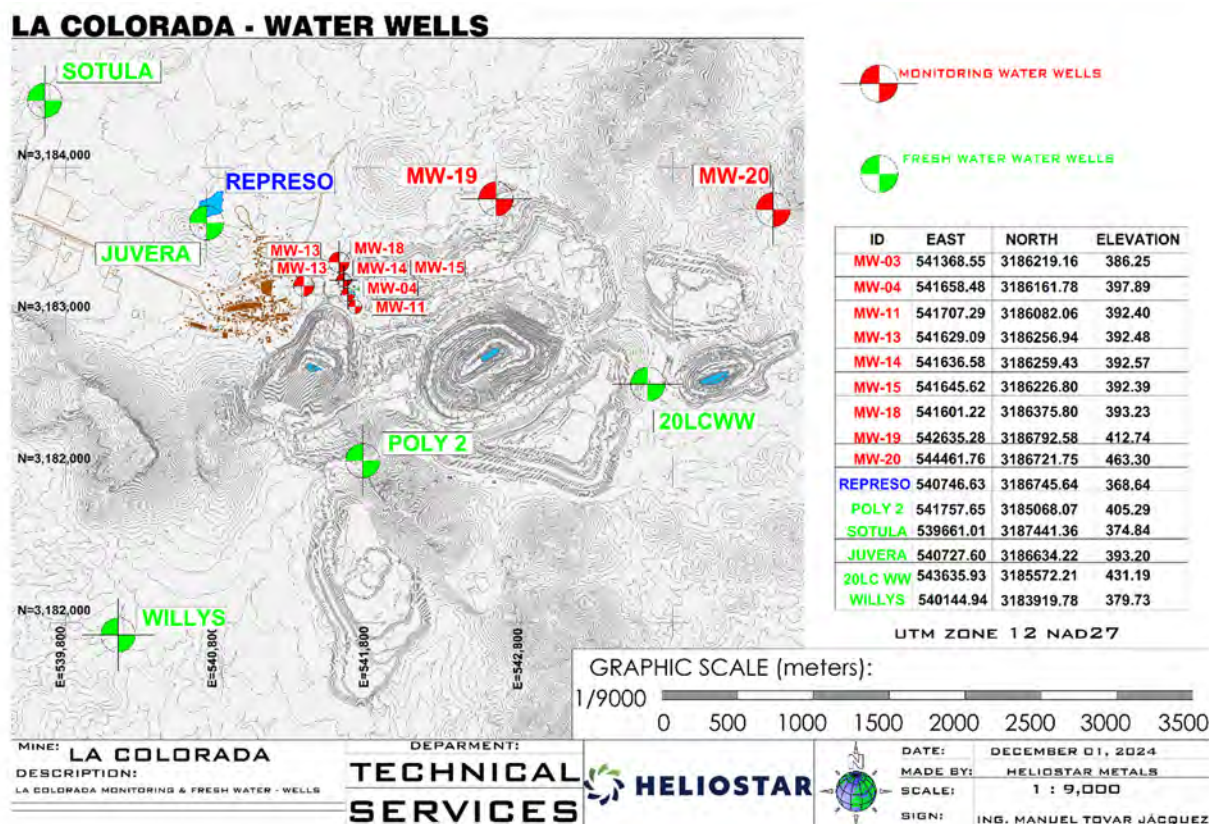 LA COLORADA - WATER WELLS
SOTULA
N=3,184,000
REPRESO
MW-19
MW-20
JUVERA
MW-13
MW-18
MW-13
MW-14
MW-15
MW-04
MW-11
N=3,183,000
20LCWW
POLY 2
N=3,182,000
N=3,182,000
WILLYS
E=539,800
E=540,800
E=541,800
E=542,800
MONITORING WATER WELLS
FRESH WATER WATER WELLS
ID EAST NORTH ELEVATION
MW-03 541368.55 3186219.16 386.25
MW-04 541658.48 3186161.78 397.89
MW-11 541707.29 3186082.06 392.40
MW-13 541629.09 3186256.94 392.48
MW-14 541636.58 3186259.43 392.57
MW-15 541645.62 3186226.80 392.39
MW-18 541601.22 3186375.80 393.23
MW-19 542635.28 3186792.58 412.74
MW-20 544461.76 3186721.75 463.30
REPRESO 540746.63 3186745.64 368.64
POLY 2 541757.65 3185068.07 405.29
SOTULA 539661.01 3187441.36 374.84
JUVERA 540727.60 3186634.22 393.20
20LC WW 543635.93 3185572.21 431.19
WILLYS 540144.94 3183919.78 379.73
UTM ZONE 12 NAD27
GRAPHIC SCALE (meters):
1/9000
0 500 1000 1500 2000 2500 3000 3500
MINE: LA COLORADA
DESCRIPTION:
LA COLORADA MONITORING & FRESH WATER - WELLS
DEPARMENT:
TECHNICAL
SERVICES
HELIOSTAR
N
DATE: DECEMBER 01, 2024
MADE BY: HELIOSTAR METALS
SCALE: 1 : 9,000
SIGN: ING. MANUEL TOVAR JÁCQUEZ